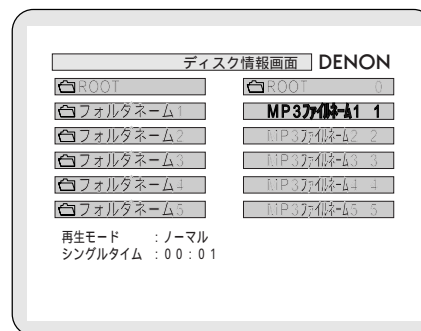 ディスク情報画面 DENON
ROOT ROOT 0
フォルダネーム1 MP3ファイルネーム1 1
フォルダネーム2 MP3ファイルネーム2 2
フォルダネーム3 MP3ファイルネーム3 3
フォルダネーム4 MP3ファイルネーム4 4
フォルダネーム5 MP3ファイルネーム5 5
再生モード :ノーマル
シングルタイム :00:01